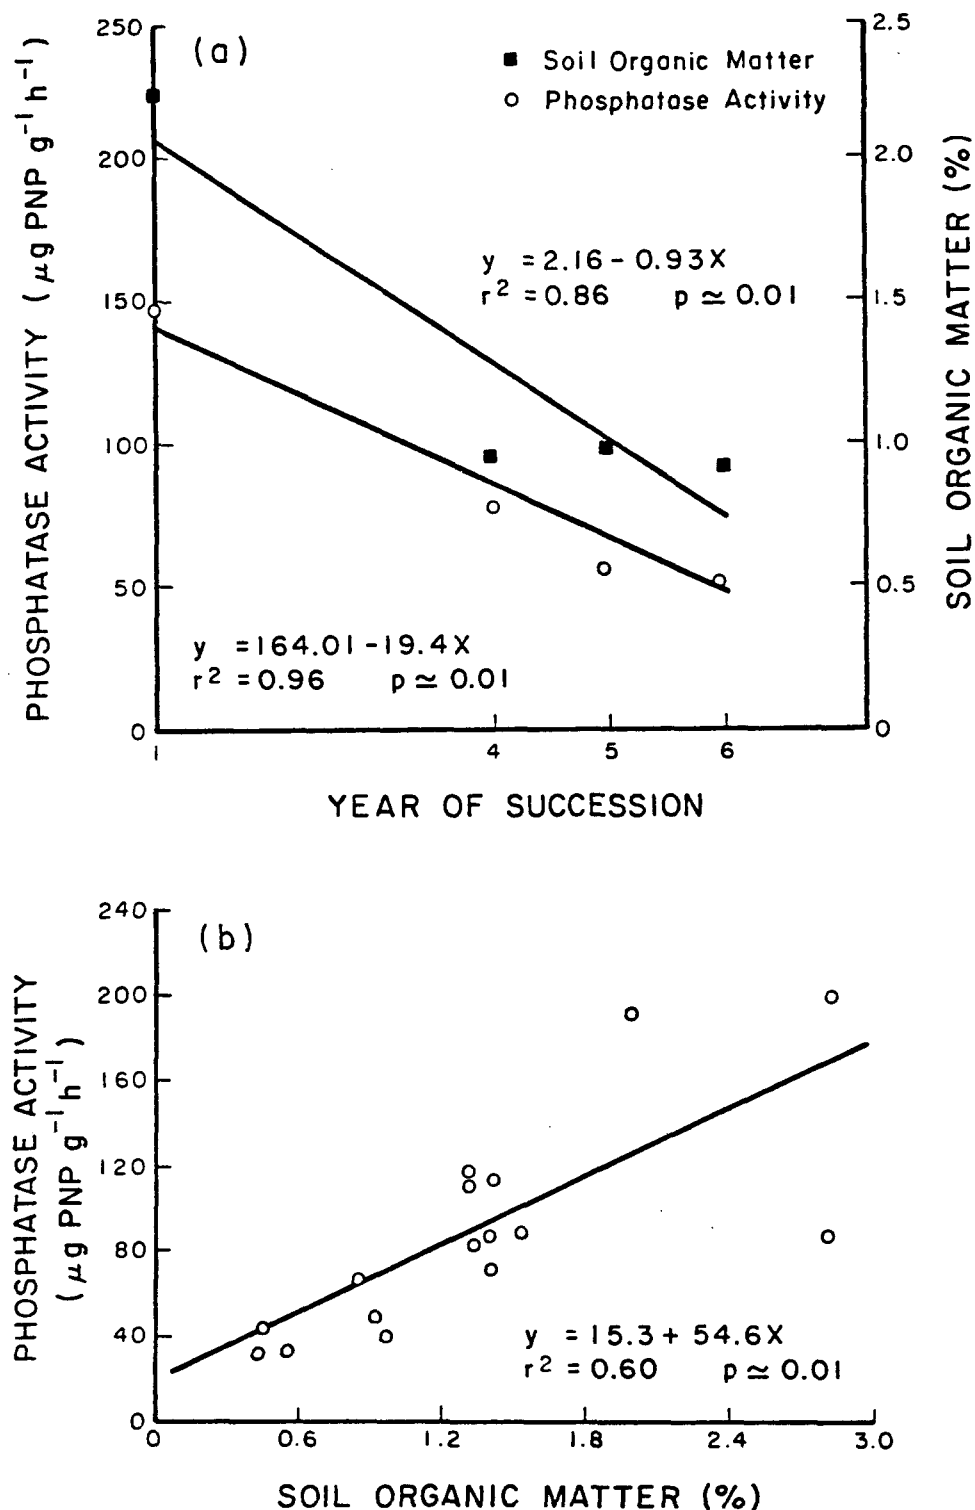 (a)
■ Soil Organic Matter
○ Phosphatase Activity
PHOSPHATASE ACTIVITY (μg PNP g⁻¹h⁻¹)
250
200
150
100
50
0
y = 2.16 - 0.93X
r² = 0.86 p ≃ 0.01
y = 164.01 - 19.4X
r² = 0.96 p ≃ 0.01
2.5
2.0
1.5
1.0
0.5
0
SOIL ORGANIC MATTER (%)
1 4 5 6
YEAR OF SUCCESSION
(b)
PHOSPHATASE ACTIVITY
(μg PNP g⁻¹h⁻¹)
240
200
160
120
80
40
0
y = 15.3 + 54.6X
r² = 0.60 p ≃ 0.01
0 0.6 1.2 1.8 2.4 3.0
SOIL ORGANIC MATTER (%)